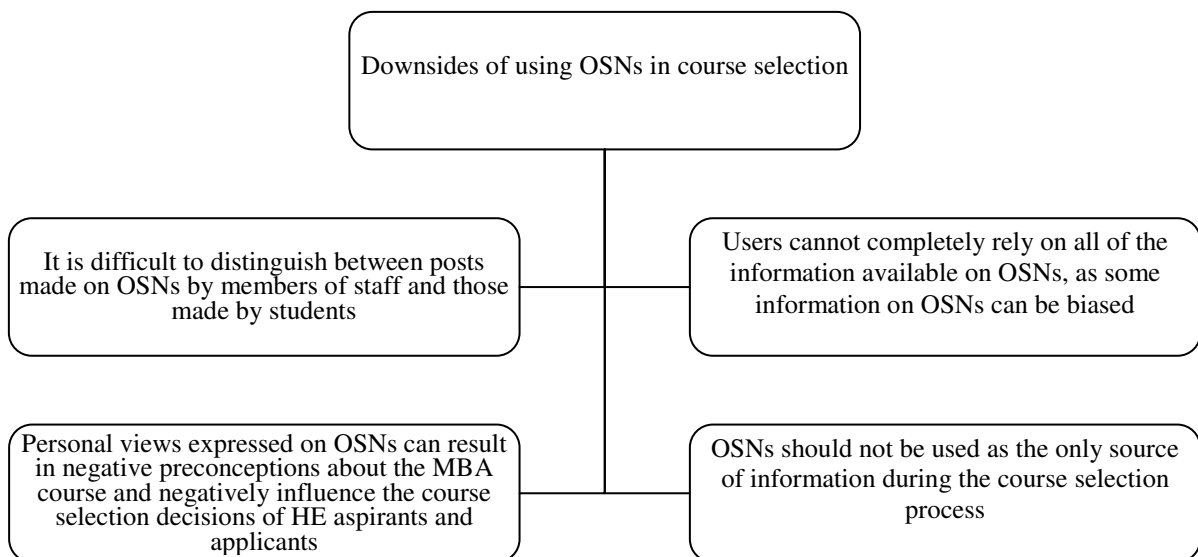 Downsides of using OSNs in course selection
It is difficult to distinguish between posts
made on OSNs by members of staff and those
made by students
Users cannot completely rely on all of the
information available on OSNs, as some
information on OSNs can be biased
Personal views expressed on OSNs can result
in negative preconceptions about the MBA
course and negatively influence the course
selection decisions of HE aspirants and
applicants
OSNs should not be used as the only source
of information during the course selection
process